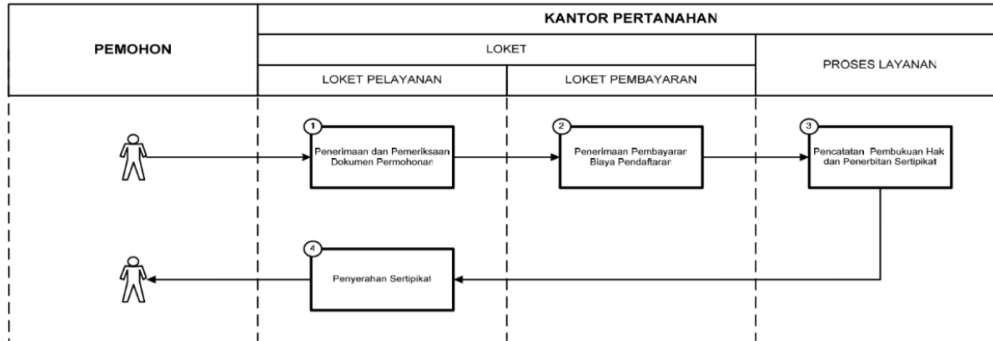 KANTOR PERTANAHAN
PEMOHON
LOKET
PROSES LAYANAN
LOKET PELAYANAN
LOKET PEMBAYARAN
1
Penerimaan dan Pemeriksaan
Dokumen Permohonan
2
Penerimaan Pembayaran
Biaya Pendaftaran
3
Pencatatan Pembukuan Hak
dan Penerbitan Sertipikat
4
Penyerahan Sertipikat